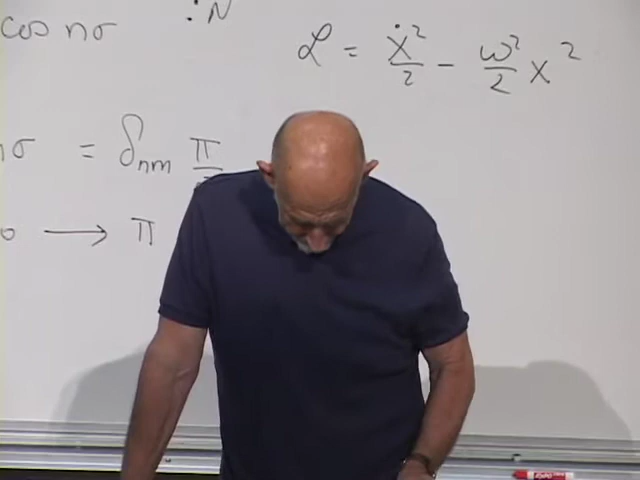 cos nσ
: N
ℒ = ẋ²/2 − ω²/2 x²
nσ = δnm π
o → π